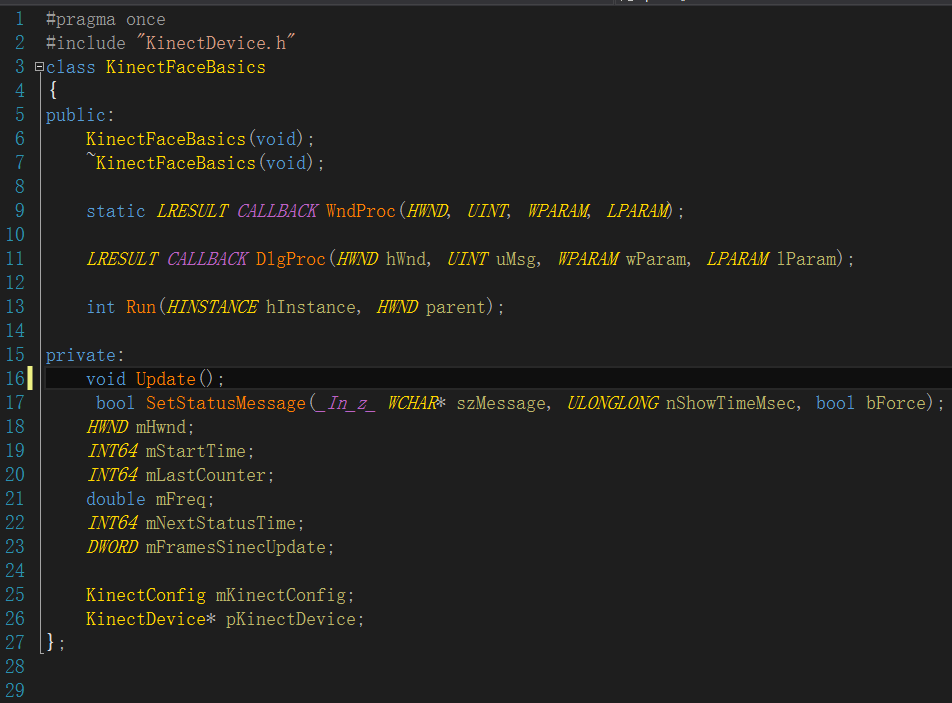 1 #pragma once
2 #include "KinectDevice.h"
3 class KinectFaceBasics
4 {
5 public:
6 KinectFaceBasics(void);
7 ~KinectFaceBasics(void);
8
9 static LRESULT CALLBACK WndProc(HWND, UINT, WPARAM, LPARAM);
10
11 LRESULT CALLBACK DlgProc(HWND hWnd, UINT uMsg, WPARAM wParam, LPARAM lParam);
12
13 int Run(HINSTANCE hInstance, HWND parent);
14
15 private:
16 void Update();
17 bool SetStatusMessage(_In_z_ WCHAR* szMessage, ULONGLONG nShowTimeMsec, bool bForce);
18 HWND mHwnd;
19 INT64 mStartTime;
20 INT64 mLastCounter;
21 double mFreq;
22 INT64 mNextStatusTime;
23 DWORD mFramesSinecUpdate;
24
25 KinectConfig mKinectConfig;
26 KinectDevice* pKinectDevice;
27 };
28
29